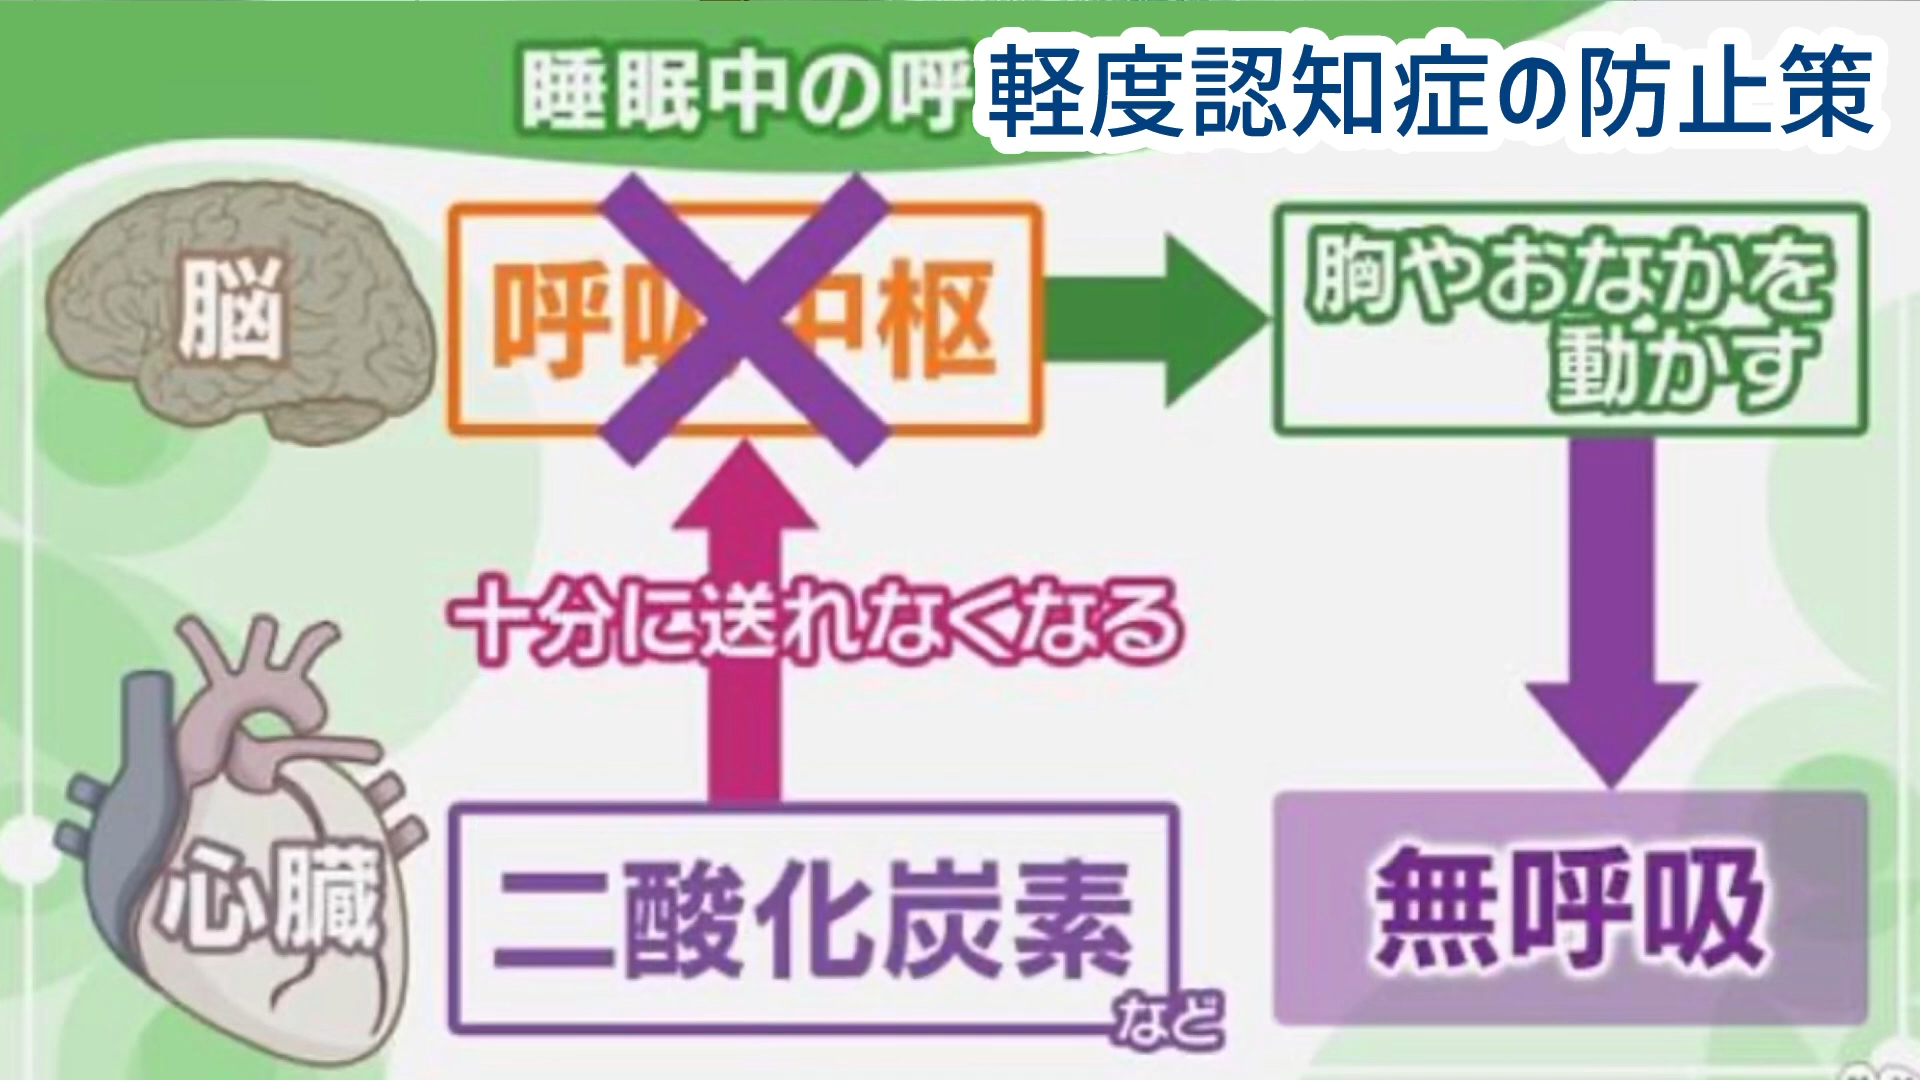 睡眠中の呼
軽度認知症の防止策
脳
呼吸中枢
胸やおなかを
動かす
十分に送れなくなる
心臓
二酸化炭素
など
無呼吸